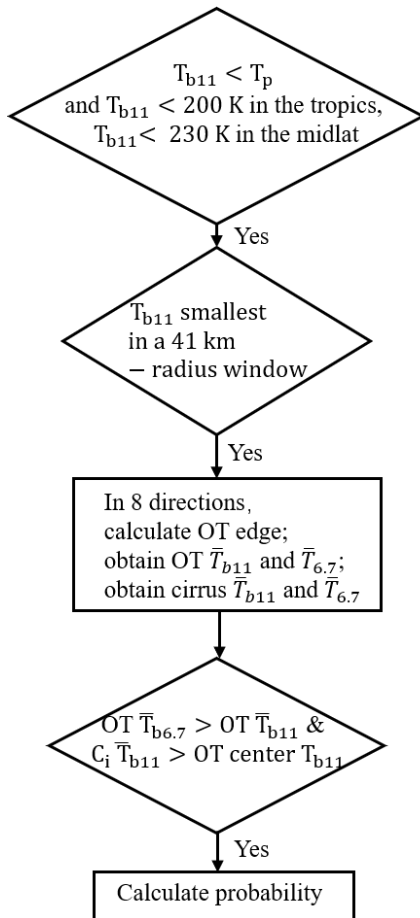 T_b11 < T_p
and T_b11 < 200 K in the tropics,
T_b11 < 230 K in the midlat
Yes
T_b11 smallest
in a 41 km
− radius window
Yes
In 8 directions,
calculate OT edge;
obtain OT T̅_b11 and T̅_6.7;
obtain cirrus T̅_b11 and T̅_6.7
OT T̅_b6.7 > OT T̅_b11 &
C_i T̅_b11 > OT center T_b11
Yes
Calculate probability